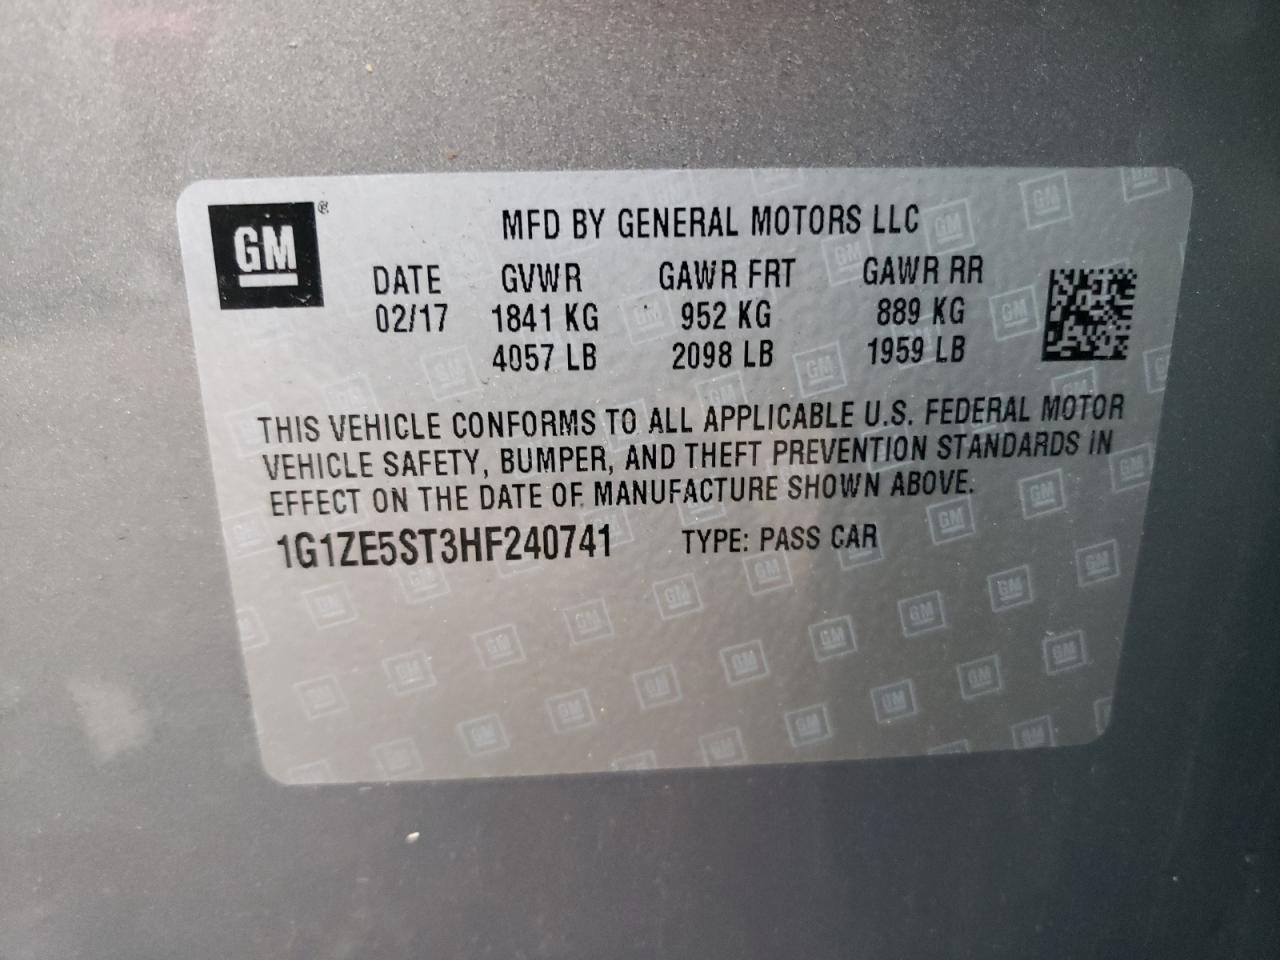 GM®
MFD BY GENERAL MOTORS LLC
DATE GVWR GAWR FRT GAWR RR
02/17 1841 KG 952 KG 889 KG
4057 LB 2098 LB 1959 LB
THIS VEHICLE CONFORMS TO ALL APPLICABLE U.S. FEDERAL MOTOR
VEHICLE SAFETY, BUMPER, AND THEFT PREVENTION STANDARDS IN
EFFECT ON THE DATE OF MANUFACTURE SHOWN ABOVE.
1G1ZE5ST3HF240741 TYPE: PASS CAR